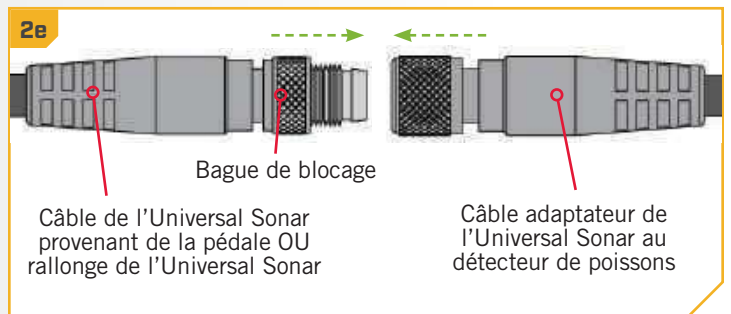 2e
Bague de blocage
Câble de l’Universal Sonar
provenant de la pédale OU
rallonge de l’Universal Sonar
Câble adaptateur de
l’Universal Sonar au
détecteur de poissons